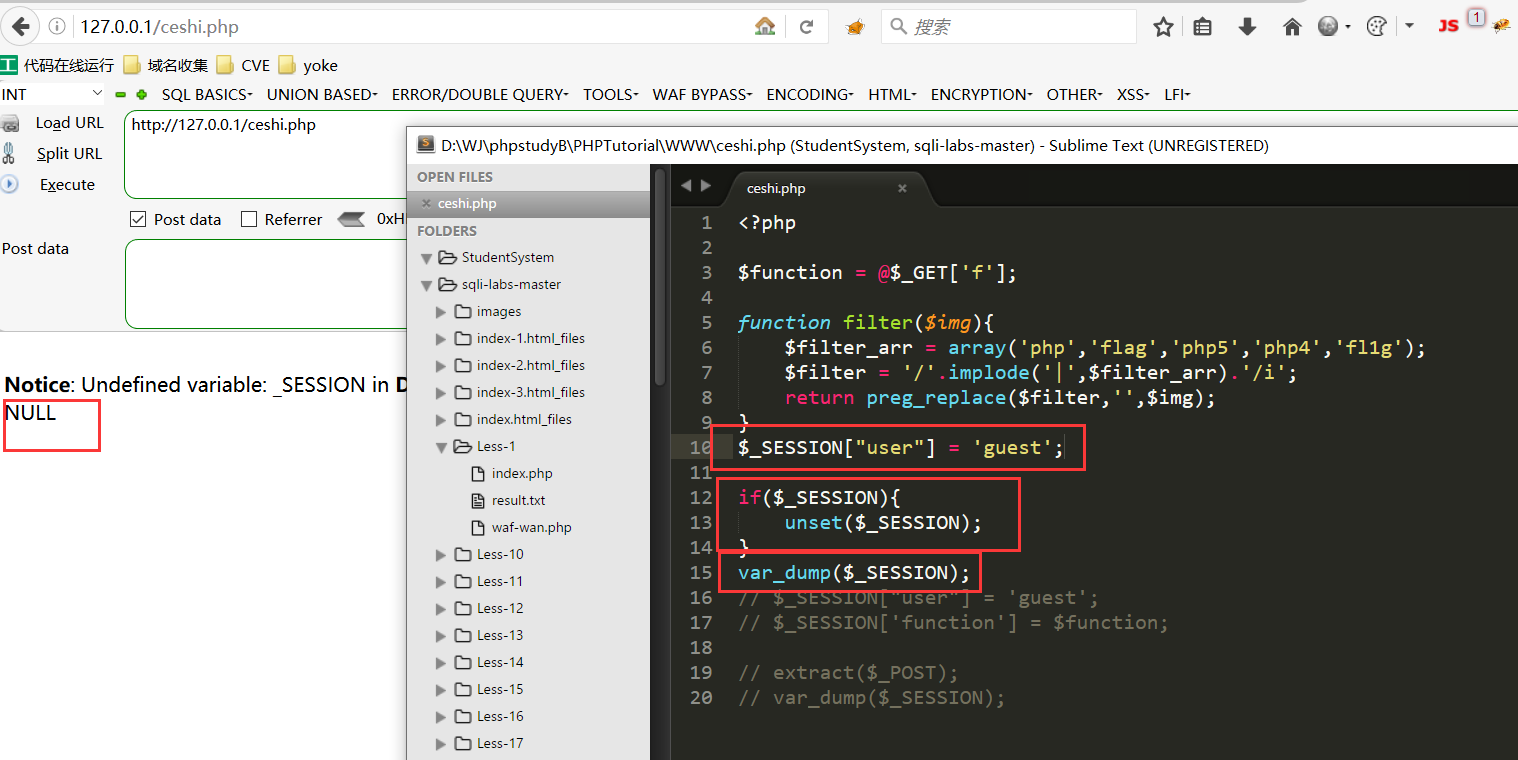 127.0.0.1/ceshi.php
搜索
JS
1
代码在线运行 域名收集 CVE yoke
INT
SQL BASICS UNION BASED ERROR/DOUBLE QUERY TOOLS WAF BYPASS ENCODING HTML ENCRYPTION OTHER XSS LFI
Load URL
http://127.0.0.1/ceshi.php
Split URL
Execute
Post data Referrer 0xH
Post data
Notice: Undefined variable: _SESSION in D
NULL
D:\WJ\phpstudyB\PHPTutorial\WWW\ceshi.php (StudentSystem, sqli-labs-master) - Sublime Text (UNREGISTERED)
OPEN FILES
ceshi.php
FOLDERS
StudentSystem
sqli-labs-master
images
index-1.html_files
index-2.html_files
index-3.html_files
index.html_files
Less-1
index.php
result.txt
waf-wan.php
Less-10
Less-11
Less-12
Less-13
Less-14
Less-15
Less-16
Less-17
ceshi.php
1 <?php
2
3 $function = @$_GET['f'];
4
5 function filter($img){
6 $filter_arr = array('php','flag','php5','php4','fl1g');
7 $filter = '/'.implode('|',$filter_arr).'/i';
8 return preg_replace($filter,'',$img);
9 }
10 $_SESSION["user"] = 'guest';
11
12 if($_SESSION){
13 unset($_SESSION);
14 }
15 var_dump($_SESSION);
16 // $_SESSION["user"] = 'guest';
17 // $_SESSION['function'] = $function;
18
19 // extract($_POST);
20 // var_dump($_SESSION);